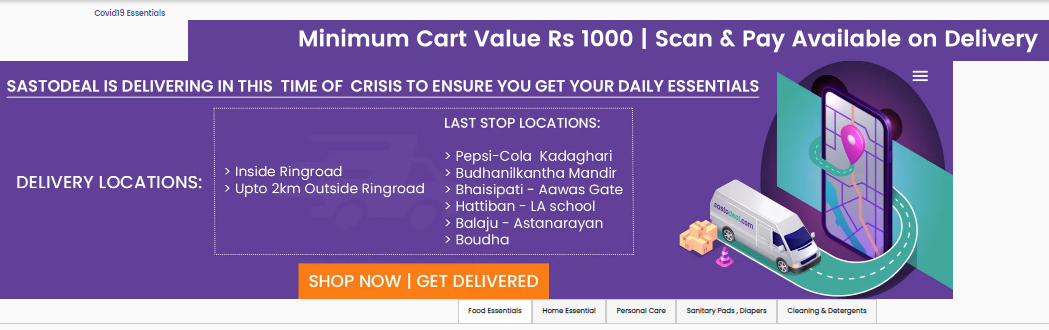 Covid19 Essentials
Minimum Cart Value Rs 1000 | Scan & Pay Available on Delivery
SASTODEAL IS DELIVERING IN THIS TIME OF CRISIS TO ENSURE YOU GET YOUR DAILY ESSENTIALS
DELIVERY LOCATIONS:
> Inside Ringroad
> Upto 2km Outside Ringroad
LAST STOP LOCATIONS:
> Pepsi-Cola Kadaghari
> Budhanilkantha Mandir
> Bhaisipati - Aawas Gate
> Hattiban - LA school
> Balaju - Astanarayan
> Boudha
sastodeal.com
SHOP NOW | GET DELIVERED
Food Essentials
Home Essential
Personal Care
Sanitary Pads , Diapers
Cleaning & Detergents